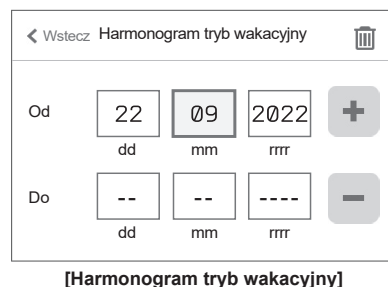 Wstecz Harmonogram tryb wakacyjny
Od 22 09 2022 +
dd mm rrrr
Do -- -- ---- −
dd mm rrrr
[Harmonogram tryb wakacyjny]